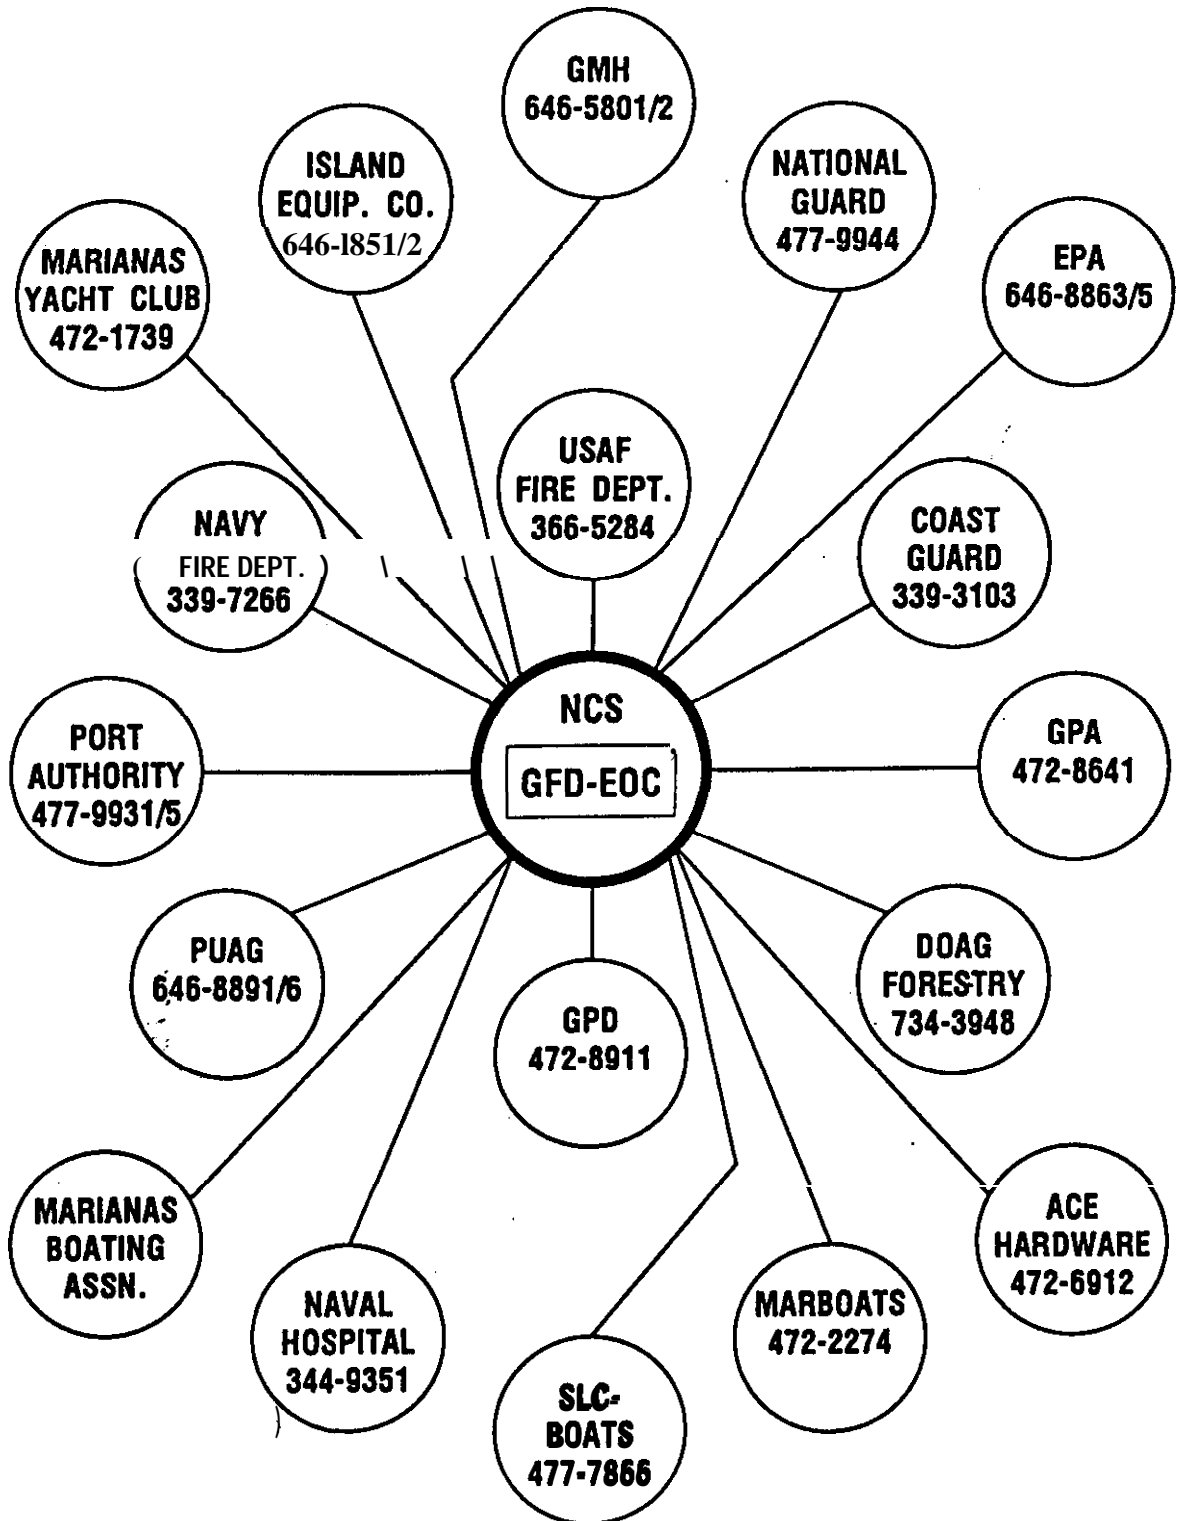 GMH
646-5801/2
ISLAND
EQUIP. CO.
646-l851/2
NATIONAL
GUARD
477-9944
MARIANAS
YACHT CLUB
472-1739
EPA
646-8863/5
USAF
FIRE DEPT.
366-5284
NAVY
FIRE DEPT.
339-7266
COAST
GUARD
339-3103
NCS
GFD-EOC
PORT
AUTHORITY
477-9931/5
GPA
472-8641
PUAG
646-8891/6
GPD
472-8911
DOAG
FORESTRY
734-3948
MARIANAS
BOATING
ASSN.
NAVAL
HOSPITAL
344-9351
SLC-
BOATS
477-7866
MARBOATS
472-2274
ACE
HARDWARE
472-6912